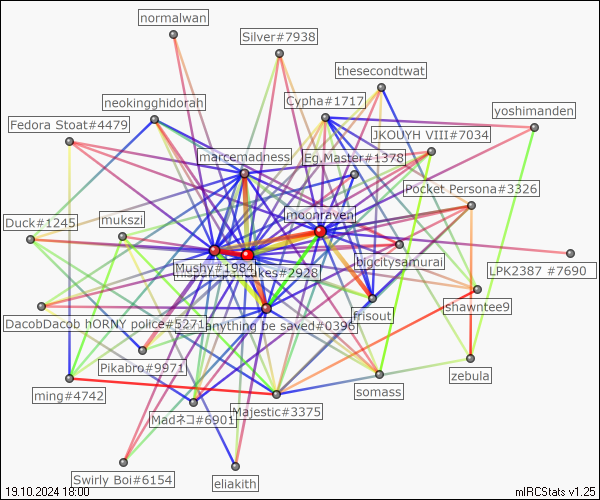 normalwan
Silver#7938
thesecondtwat
neokingghidorah
Cypha#1717
yoshimanden
Fedora Stoat#4479
JKOUYH VIII#7034
marcemadness
Eg.Master#1378
Pocket Persona#3326
Duck#1245
mukszi
moonraven
Mushy#1984
cakes#2928
bigcitysamurai
LPK2387 #7690
DacobDacob hORNY police#5271
anything be saved#0396
frisout
shawntee9
Pikabro#9971
zebula
ming#4742
Madネコ#6901
Majestic#3375
somass
Swirly Boi#6154
eliakith
19.10.2024 18:00
mIRCStats v1.25